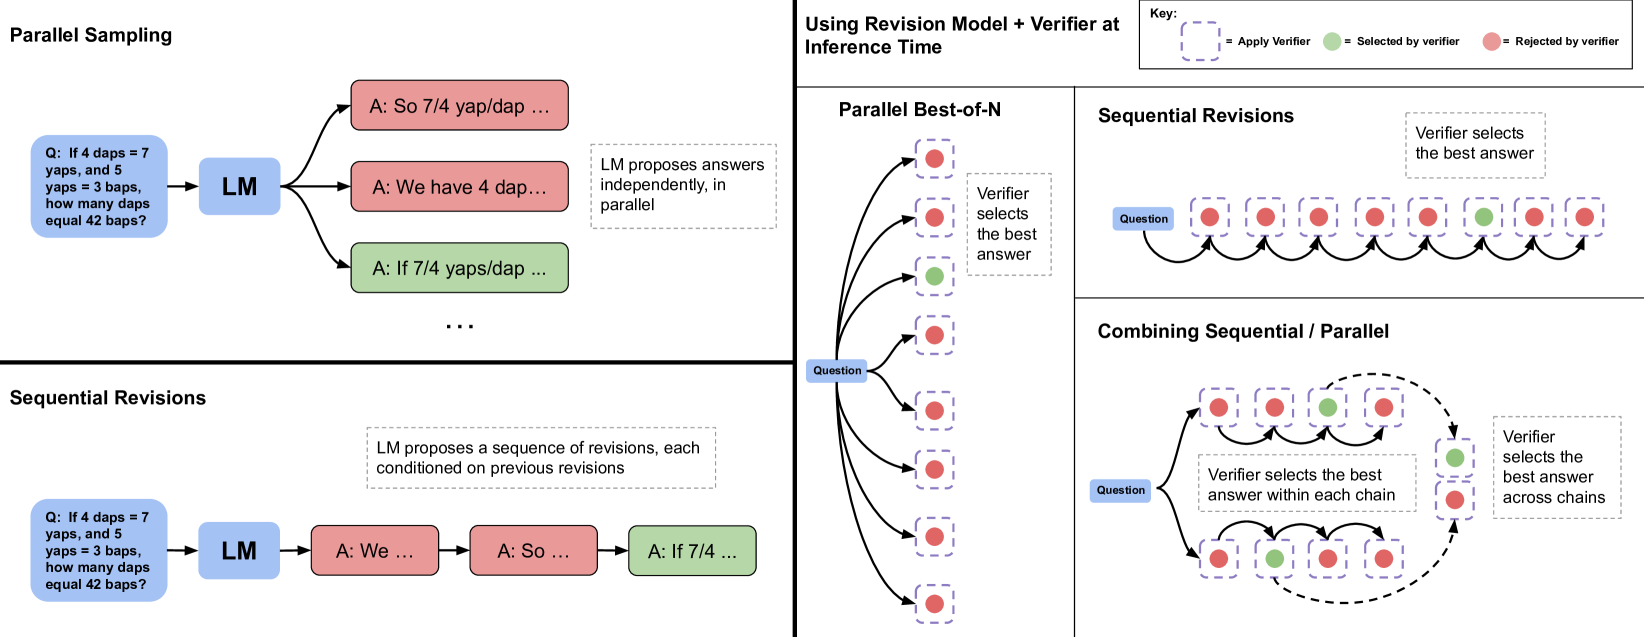 Parallel Sampling
Q: If 4 daps = 7
yaps, and 5
yaps = 3 baps,
how many daps
equal 42 baps?
LM
A: So 7/4 yap/dap ...
A: We have 4 dap...
A: If 7/4 yaps/dap ...
...
LM proposes answers
independently, in
parallel
Sequential Revisions
LM proposes a sequence of revisions, each
conditioned on previous revisions
Q: If 4 daps = 7
yaps, and 5
yaps = 3 baps,
how many daps
equal 42 baps?
LM
A: We ...
A: So ...
A: If 7/4 ...
Using Revision Model + Verifier at
Inference Time
Key:
= Apply Verifier
= Selected by verifier
= Rejected by verifier
Parallel Best-of-N
Verifier
selects
the best
answer
Question
Sequential Revisions
Verifier selects
the best answer
Question
Combining Sequential / Parallel
Question
Verifier selects the best
answer within each chain
Verifier
selects the
best answer
across chains